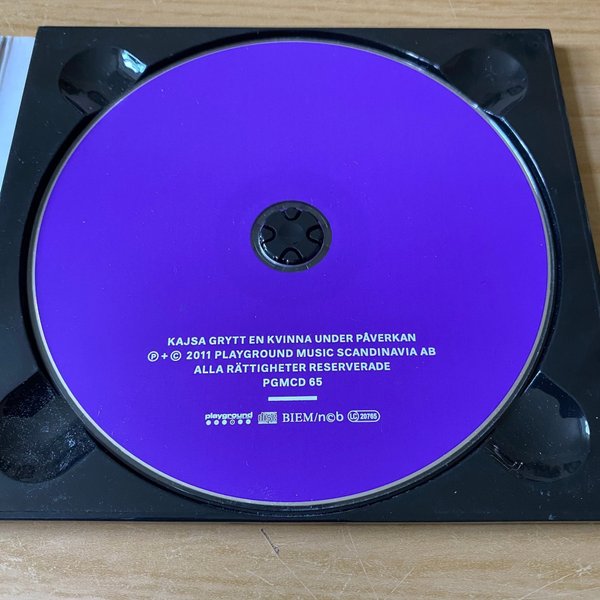 KAJSA GRYTT EN KVINNA UNDER PÅVERKAN
Ⓟ + © 2011 PLAYGROUND MUSIC SCANDINAVIA AB
ALLA RÄTTIGHETER RESERVERADE
PGMCD 65
playground BIEM/n©b LC 20765